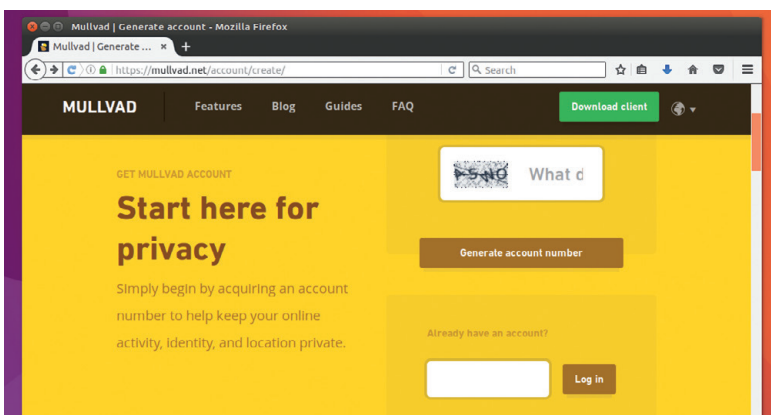 Mullvad | Generate account - Mozilla Firefox
Mullvad | Generate ...
https://mullvad.net/account/create/
Search
MULLVAD
Features
Blog
Guides
FAQ
Download client
GET MULLVAD ACCOUNT
Start here for
privacy
Simply begin by acquiring an account
number to help keep your online
activity, identity, and location private.
What d
Generate account number
Already have an account?
Log in